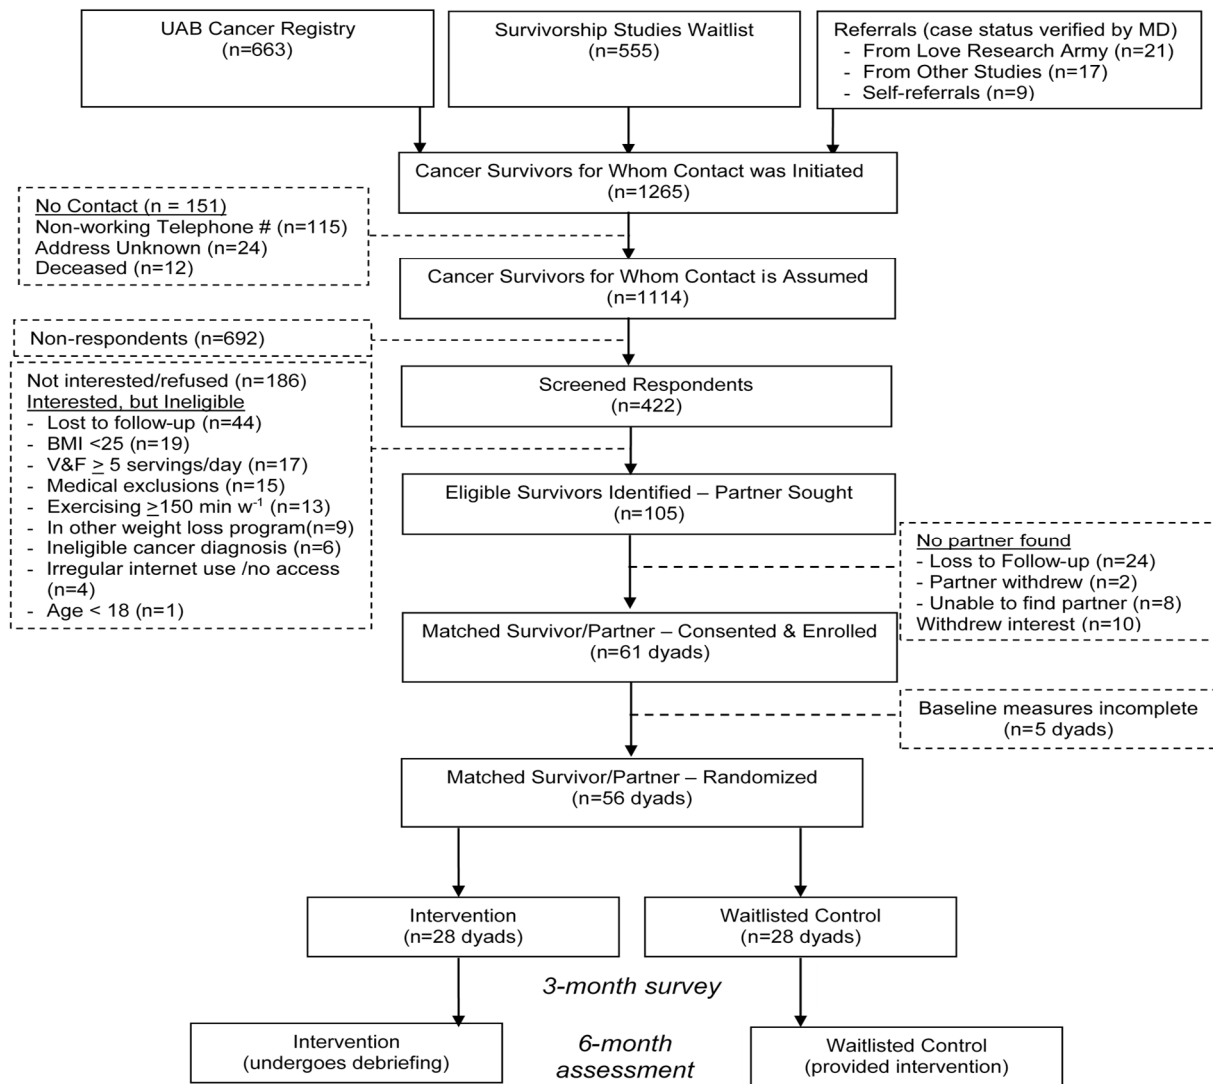 UAB Cancer Registry
(n=663)
Survivorship Studies Waitlist
(n=555)
Referrals (case status verified by MD)
- From Love Research Army (n=21)
- From Other Studies (n=17)
- Self-referrals (n=9)
Cancer Survivors for Whom Contact was Initiated
(n=1265)
No Contact (n = 151)
Non-working Telephone # (n=115)
Address Unknown (n=24)
Deceased (n=12)
Cancer Survivors for Whom Contact is Assumed
(n=1114)
Non-respondents (n=692)
Screened Respondents
(n=422)
Not interested/refused (n=186)
Interested, but Ineligible
- Lost to follow-up (n=44)
- BMI <25 (n=19)
- V&F ≥ 5 servings/day (n=17)
- Medical exclusions (n=15)
- Exercising ≥150 min w⁻¹ (n=13)
- In other weight loss program(n=9)
- Ineligible cancer diagnosis (n=6)
- Irregular internet use /no access
(n=4)
- Age < 18 (n=1)
Eligible Survivors Identified – Partner Sought
(n=105)
No partner found
- Loss to Follow-up (n=24)
- Partner withdrew (n=2)
- Unable to find partner (n=8)
Withdrew interest (n=10)
Matched Survivor/Partner – Consented & Enrolled
(n=61 dyads)
Baseline measures incomplete
(n=5 dyads)
Matched Survivor/Partner – Randomized
(n=56 dyads)
Intervention
(n=28 dyads)
Waitlisted Control
(n=28 dyads)
3-month survey
Intervention
(undergoes debriefing)
6-month
assessment
Waitlisted Control
(provided intervention)